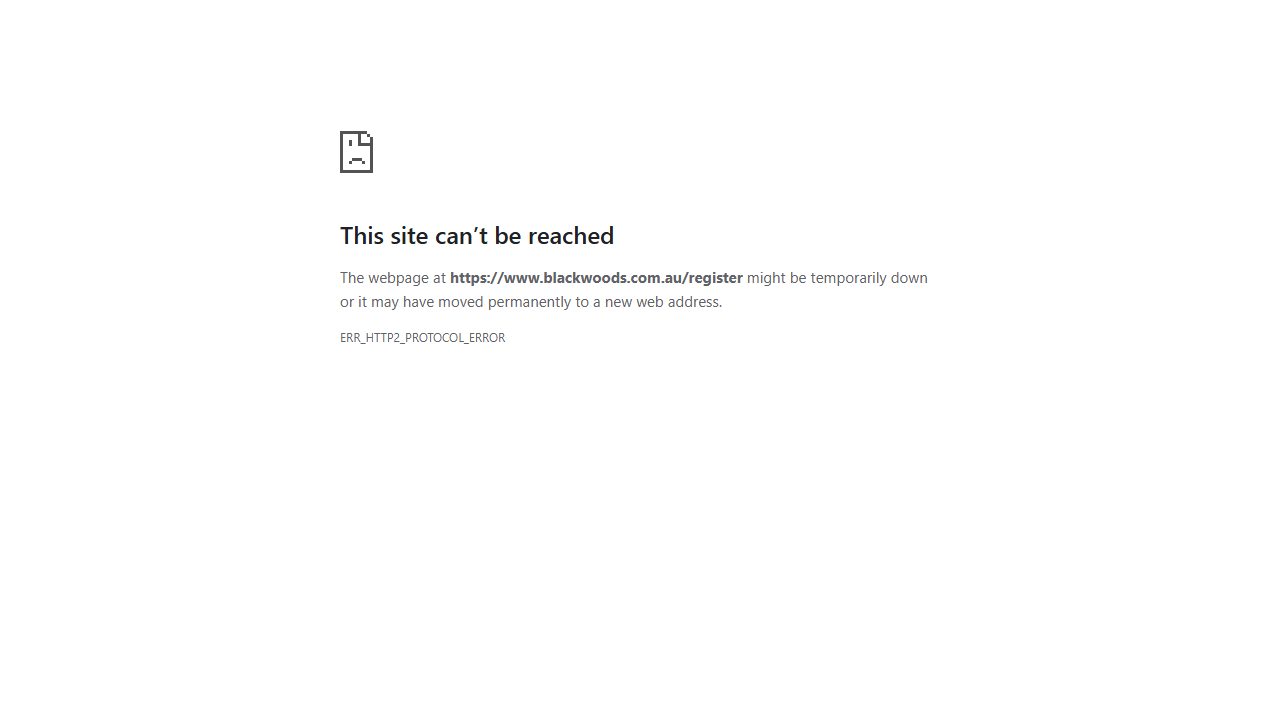 This site can’t be reached
The webpage at https://www.blackwoods.com.au/register might be temporarily down
or it may have moved permanently to a new web address.
ERR_HTTP2_PROTOCOL_ERROR